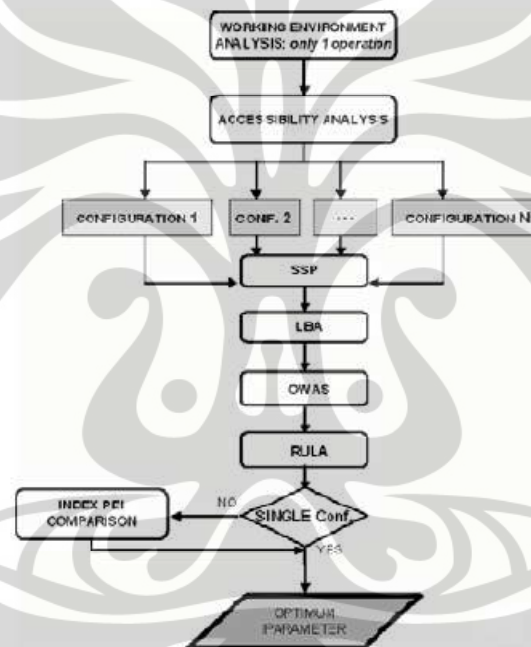 WORKING ENVIRONMENT
ANALYSIS: only 1 operation
ACCESSIBILITY ANALYSIS
CONFIGURATION 1
CONF. 2
...
CONFIGURATION N
SSP
LBA
OWAS
RULA
INDEX PEI
COMPARISON
NO
SINGLE Conf.
YES
OPTIMUM
PARAMETER